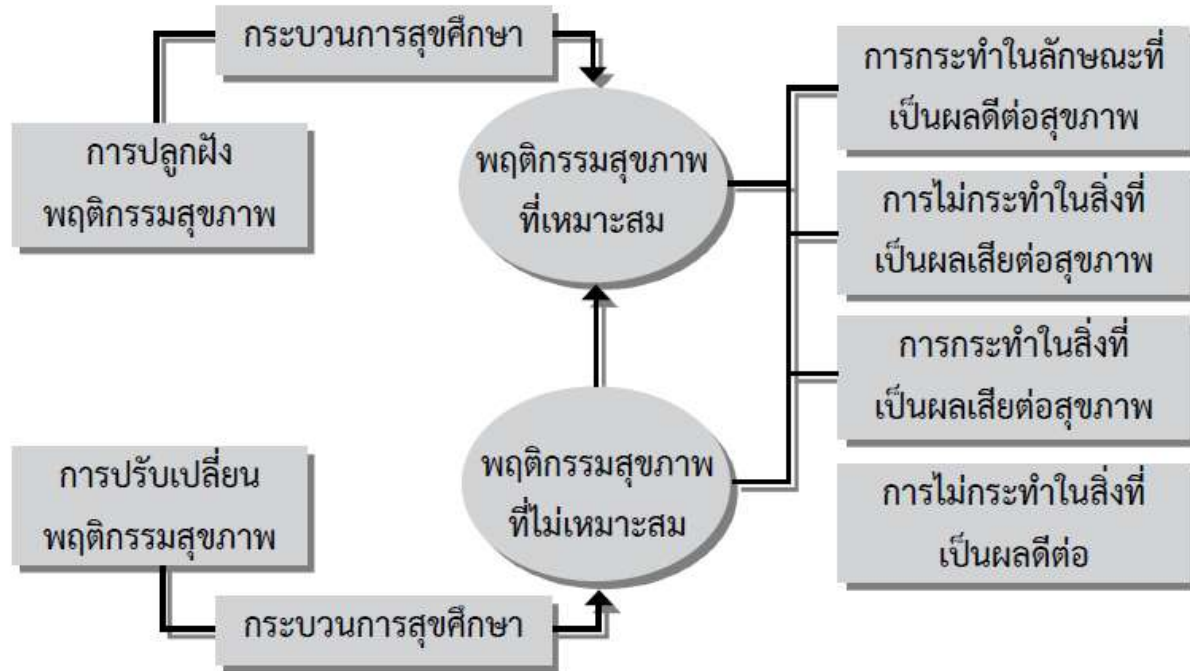 กระบวนการสุขศึกษา
การปลูกฝัง
พฤติกรรมสุขภาพ
พฤติกรรมสุขภาพ
ที่เหมาะสม
การกระทำในลักษณะที่
เป็นผลดีต่อสุขภาพ
การไม่กระทำในสิ่งที่
เป็นผลเสียต่อสุขภาพ
การกระทำในสิ่งที่
เป็นผลเสียต่อสุขภาพ
การปรับเปลี่ยน
พฤติกรรมสุขภาพ
พฤติกรรมสุขภาพ
ที่ไม่เหมาะสม
การไม่กระทำในสิ่งที่
เป็นผลดีต่อ
กระบวนการสุขศึกษา